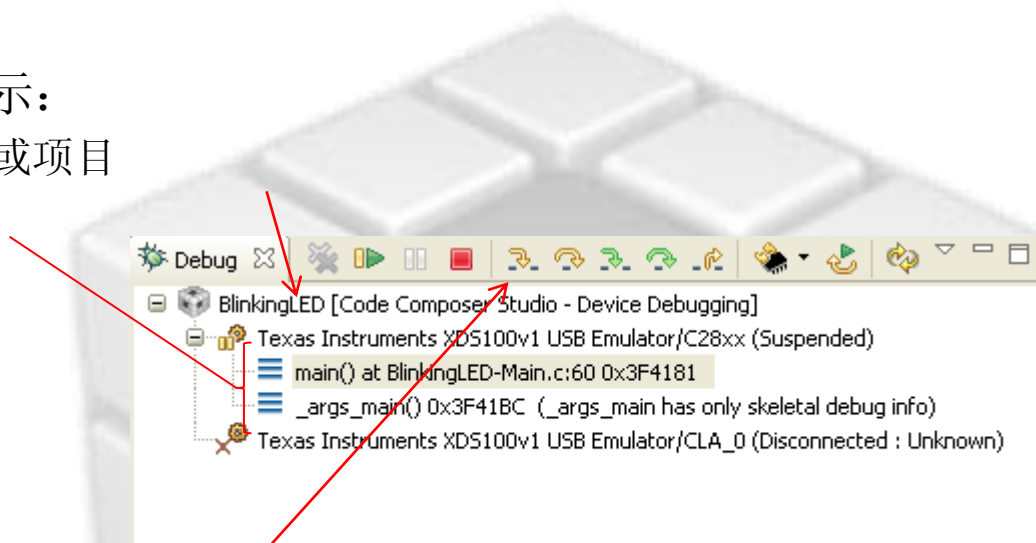 示：
或项目
Debug
BlinkingLED [Code Composer Studio - Device Debugging]
Texas Instruments XDS100v1 USB Emulator/C28xx (Suspended)
main() at BlinkingLED-Main.c:60 0x3F4181
_args_main() 0x3F41BC (_args_main has only skeletal debug info)
Texas Instruments XDS100v1 USB Emulator/CLA_0 (Disconnected : Unknown)